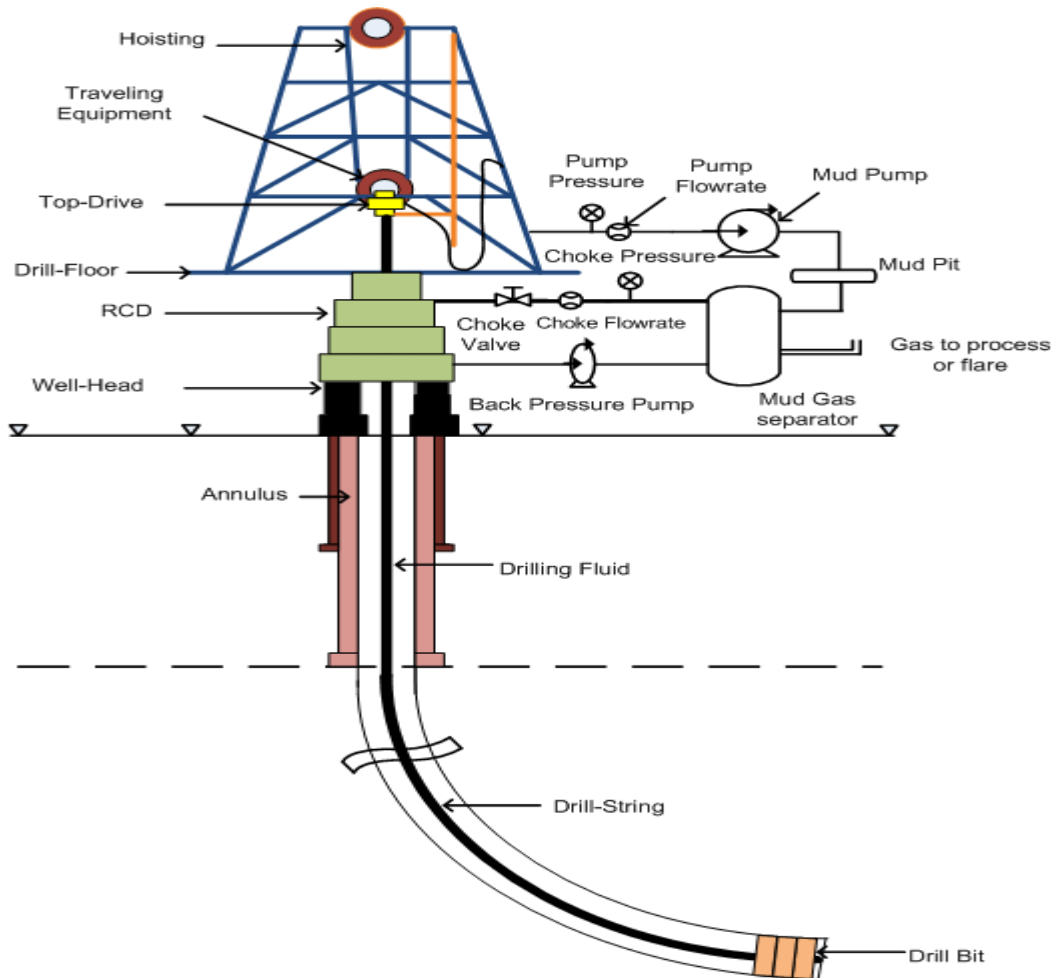 Hoisting
Traveling
Equipment
Top-Drive
Drill-Floor
RCD
Well-Head
Annulus
Pump
Pressure
Pump
Flowrate
Mud Pump
Choke Pressure
Mud Pit
Choke
Valve
Choke Flowrate
Gas to process
or flare
Back Pressure Pump
Mud Gas
separator
Drilling Fluid
Drill-String
Drill Bit